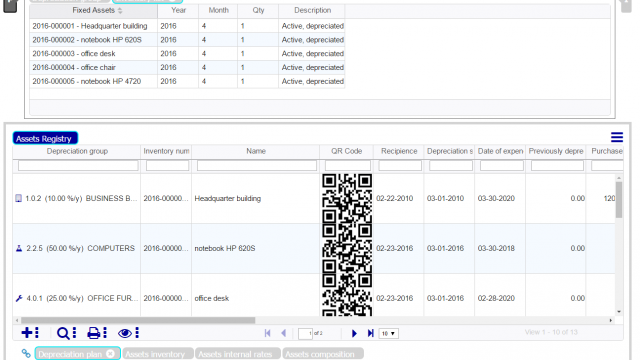 Fixed Assets Year Month Qty Description
2016-000001 - Headquarter building 2016 4 1 Active, depreciated
2016-000002 - notebook HP 620S 2016 4 1 Active, depreciated
2016-000003 - office desk 2016 4 1 Active, depreciated
2016-000004 - office chair 2016 4 1 Active, depreciated
2016-000005 - notebook HP 4720 2016 4 1 Active, depreciated
Assets Registry
Depreciation group Inventory num Name QR Code Recipience Depreciation s Date of expen Previously depre Purchase
1.0.2 (10.00 %/y) BUSINESS B... 2016-00000... Headquarter building 02-22-2010 03-01-2010 03-30-2020 0.00 120
2.2.5 (50.00 %/y) COMPUTERS 2016-00000... notebook HP 620S 02-23-2016 03-01-2016 03-30-2018 0.00
4.0.1 (25.00 %/y) OFFICE FUR... 2016-00000... office desk 02-23-2016 03-01-2016 02-28-2020 0.00
1 of 2 10 View 1 - 10 of 13
Depreciation plan Assets inventory Assets internal rates Assets composition